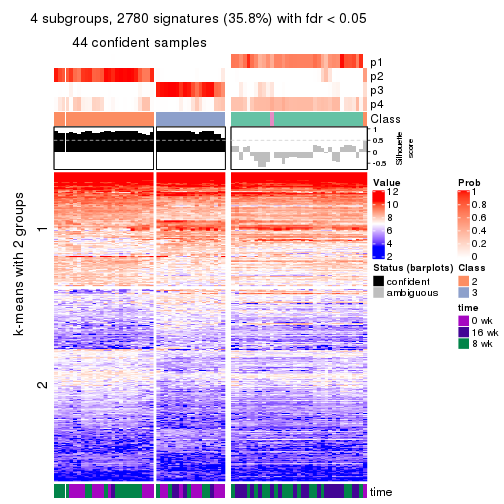 4 subgroups, 2780 signatures (35.8%) with fdr < 0.05
44 confident samples
p1
p2
p3
p4
Class
1
0.5
0
-0.5
Silhouette
score
k-means with 2 groups
1
2
Value
12
10
8
6
4
2
Prob
1
0.8
0.6
0.4
0.2
0
Status (barplots)
confident
ambiguous
Class
2
3
time
0 wk
16 wk
8 wk
time